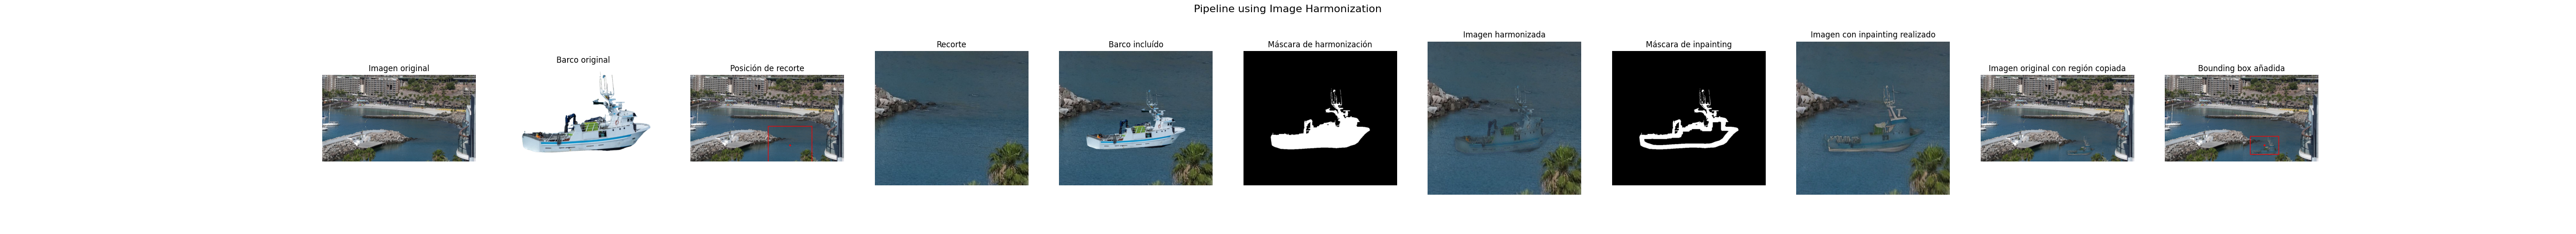 Pipeline using Image Harmonization
Imagen original
Barco original
Posición de recorte
Recorte
Barco incluído
Máscara de harmonización
Imagen harmonizada
Máscara de inpainting
Imagen con inpainting realizado
Imagen original con región copiada
Bounding box añadida